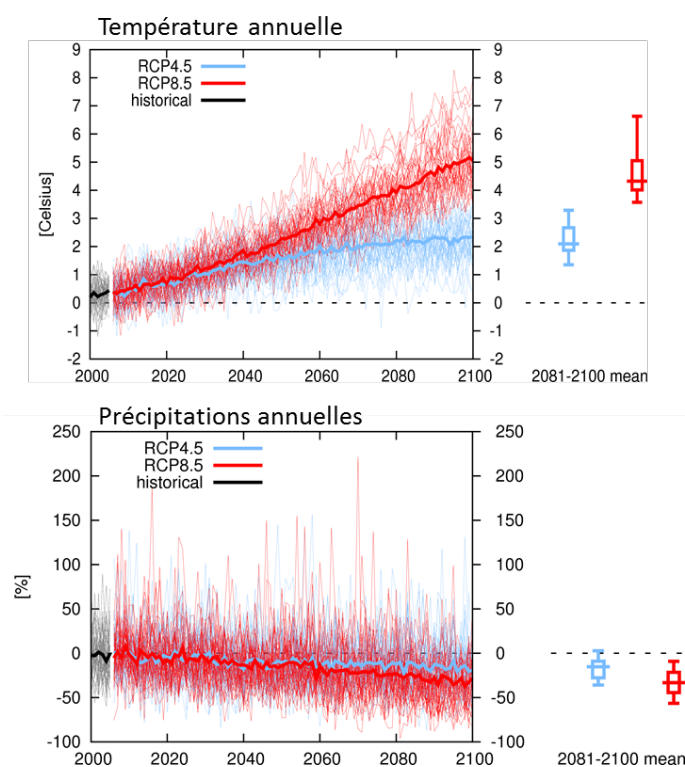 Température annuelle
9 9
8 RCP4.5 8
7 RCP8.5 7
historical
6 6
5 5
[Celsius]
4 4
3 3
2 2
1 1
0 0
-1 -1
-2 -2
2000 2020 2040 2060 2080 2100 2081-2100 mean
Précipitations annuelles
250 250
RCP4.5
RCP8.5
200 historical 200
150 150
100 100
[%]
50 50
0 0
-50 -50
-100 -100
2000 2020 2040 2060 2080 2100 2081-2100 mean